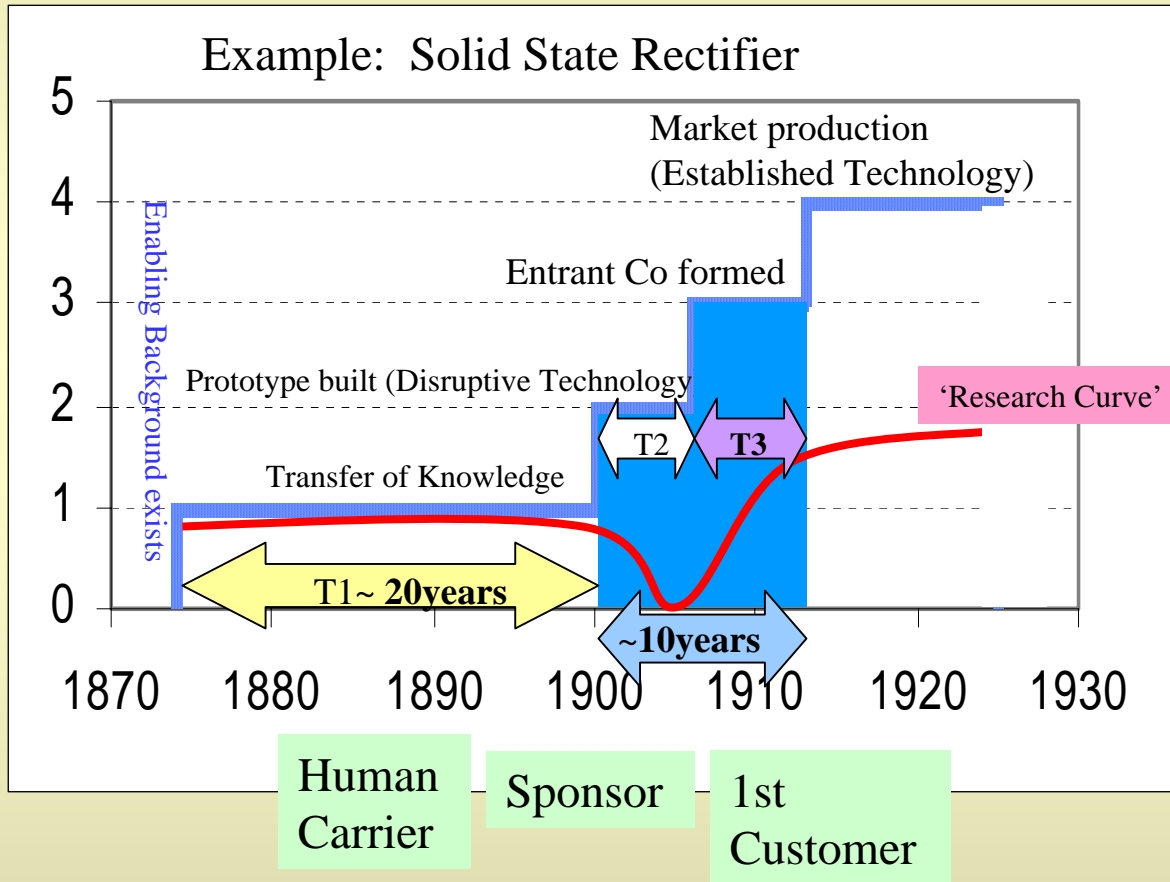 Example: Solid State Rectifier
5
Market production
(Established Technology)
4
Enabling Background exists
Entrant Co formed
3
Prototype built (Disruptive Technology
2
‘Research Curve’
T2
T3
Transfer of Knowledge
1
T1~ 20years
0
~10years
1870 1880 1890 1900 1910 1920 1930
Human
Carrier
Sponsor
1st
Customer